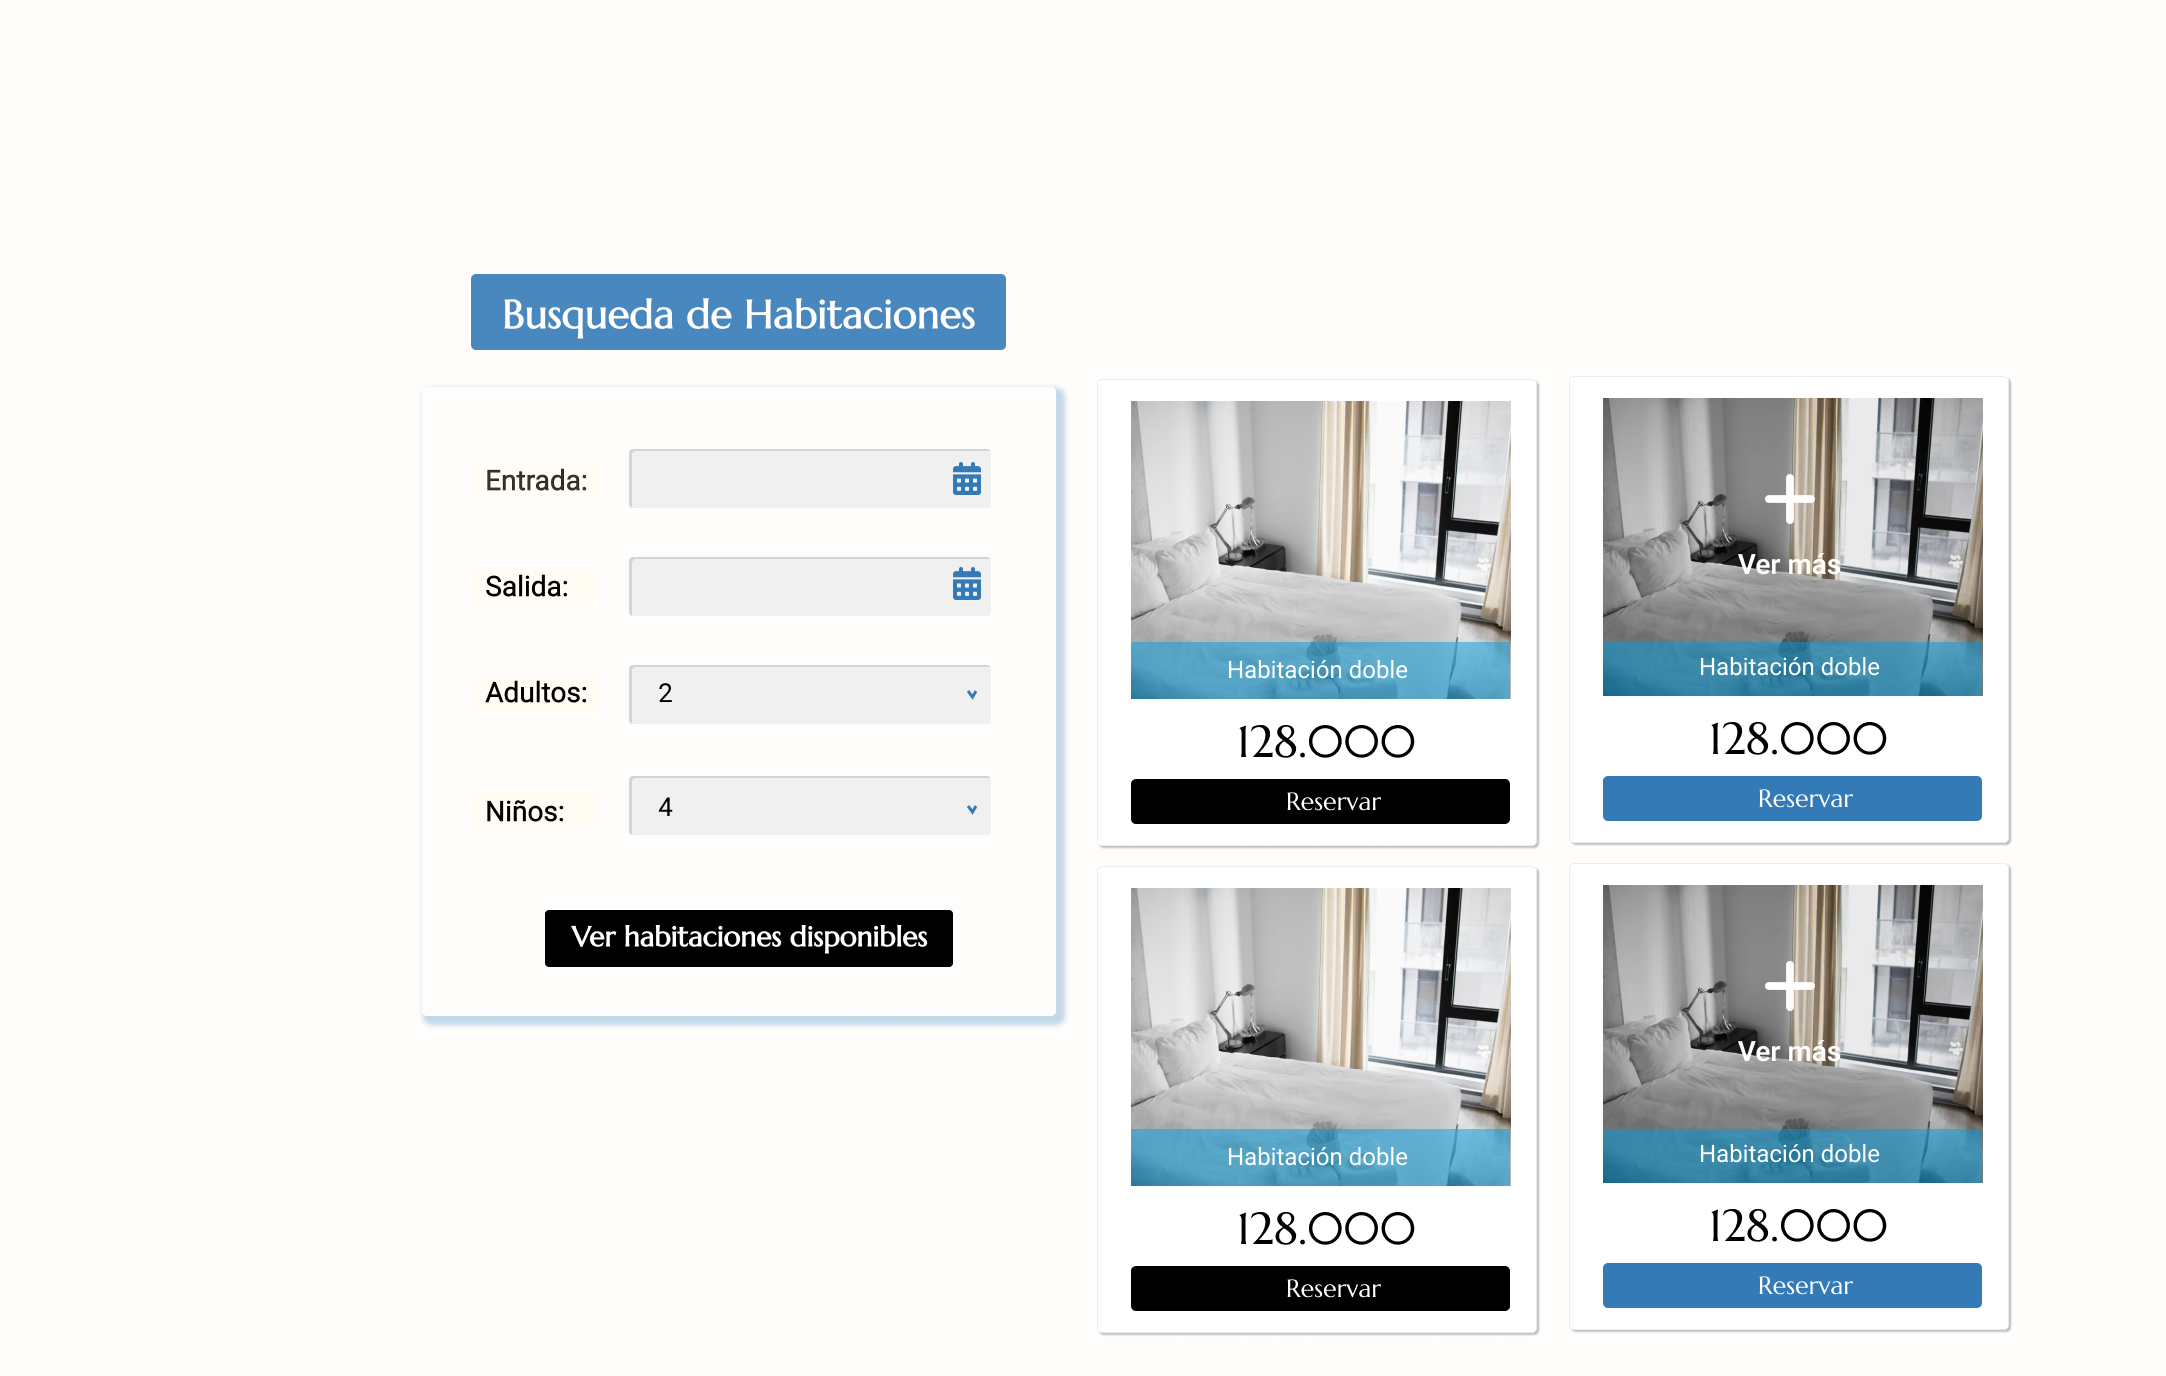 Busqueda de Habitaciones
Entrada:
Salida:
Adultos: 2
Niños: 4
Ver habitaciones disponibles
Habitación doble
128.000
Reservar
Ver más
Habitación doble
128.000
Reservar
Habitación doble
128.000
Reservar
Ver más
Habitación doble
128.000
Reservar